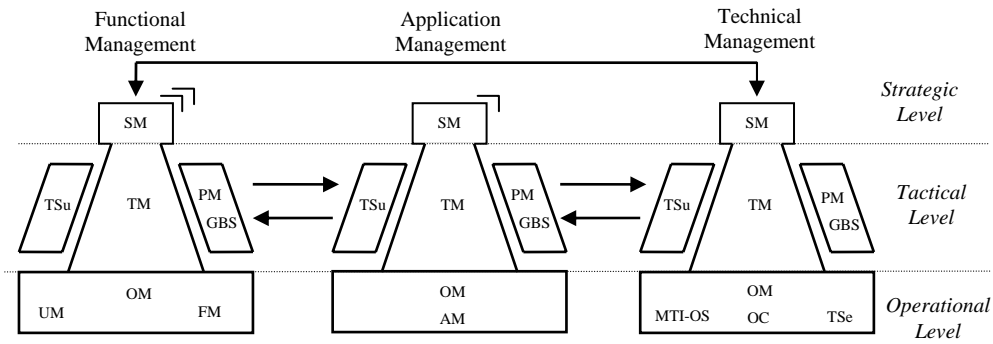 Functional
Management
Application
Management
Technical
Management
Strategic
Level
SM
SM
SM
TSu
TM
PM
GBS
TSu
TM
PM
GBS
TSu
TM
PM
GBS
Tactical
Level
OM
UM
FM
OM
AM
OM
MTI-OS
OC
TSe
Operational
Level